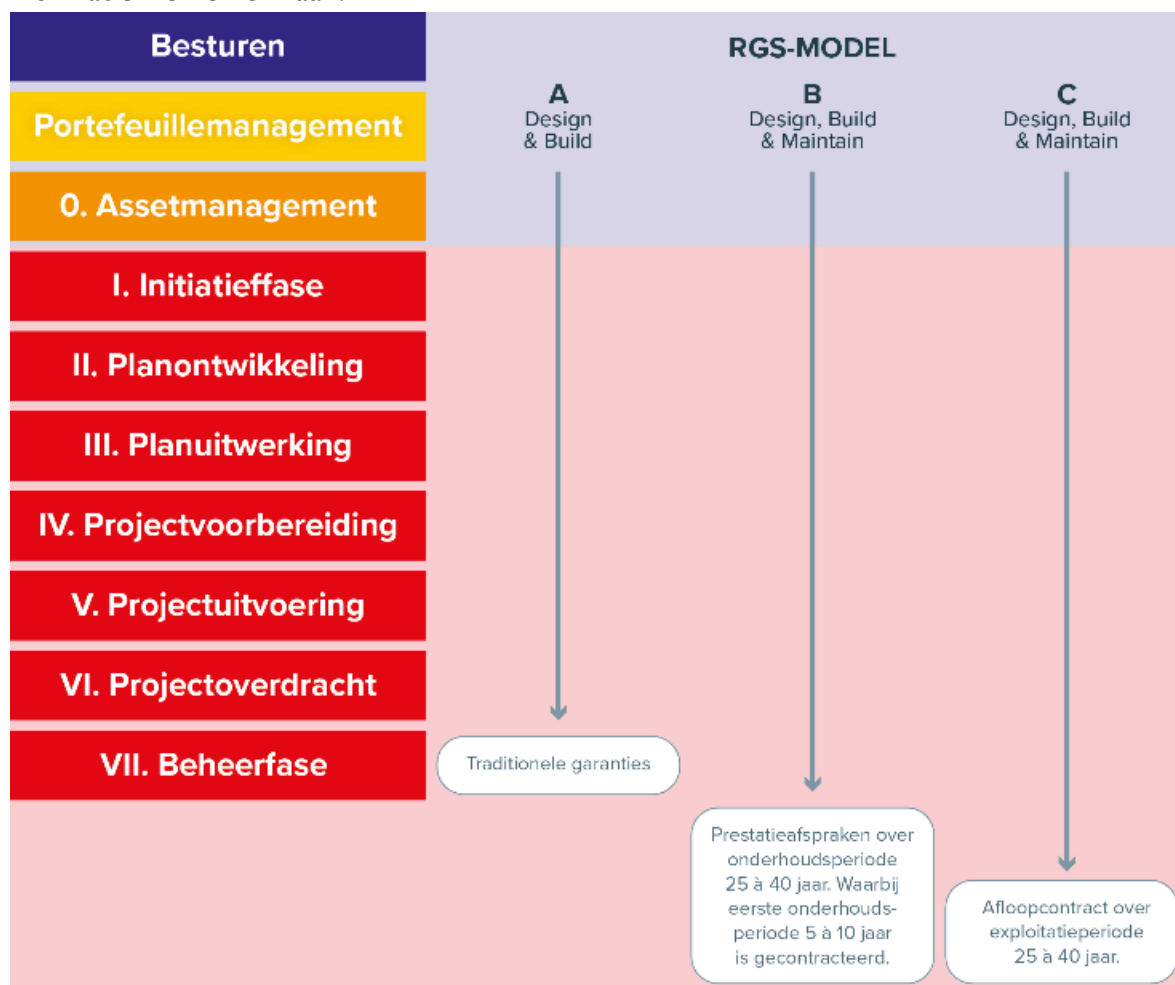 Besturen
Portefeuillemanagement
0. Assetmanagement
I. Initiatieffase
II. Planontwikkeling
III. Planuitwerking
IV. Projectvoorbereiding
V. Projectuitvoering
VI. Projectoverdracht
VII. Beheerfase
RGS-MODEL
A
Design
& Build
B
Design, Build
& Maintain
C
Design, Build
& Maintain
Traditionele garanties
Prestatieafspraken over
onderhoudsperiode
25 à 40 jaar. Waarbij
eerste onderhouds-
periode 5 à 10 jaar
is gecontracteerd.
Afloopcontract over
exploitatieperiode
25 à 40 jaar.